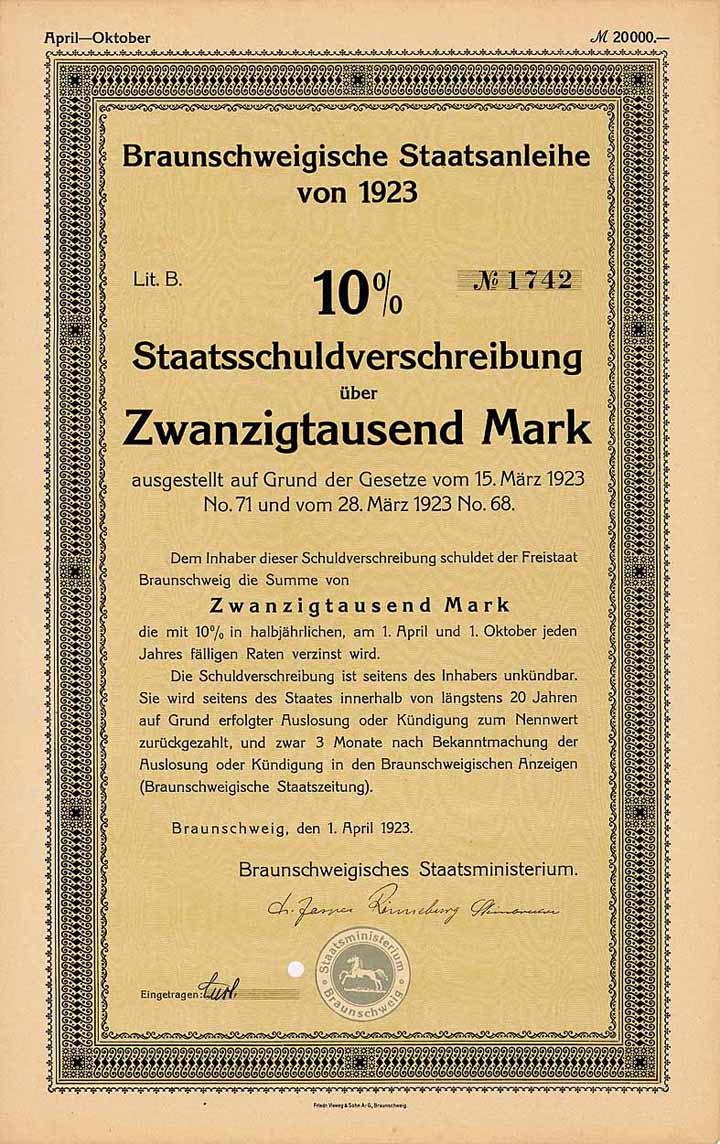 April—Oktober ℳ 20000.—
Braunschweigische Staatsanleihe
von 1923
Lit. B. 10% № 1742
Staatsschuldverschreibung
über
Zwanzigtausend Mark
ausgestellt auf Grund der Gesetze vom 15. März 1923
No. 71 und vom 28. März 1923 No. 68.
Dem Inhaber dieser Schuldverschreibung schuldet der Freistaat
Braunschweig die Summe von
Zwanzigtausend Mark
die mit 10% in halbjährlichen, am 1. April und 1. Oktober jeden
Jahres fälligen Raten verzinst wird.
Die Schuldverschreibung ist seitens des Inhabers unkündbar.
Sie wird seitens des Staates innerhalb von längstens 20 Jahren
auf Grund erfolgter Auslosung oder Kündigung zum Nennwert
zurückgezahlt, und zwar 3 Monate nach Bekanntmachung der
Auslosung oder Kündigung in den Braunschweigischen Anzeigen
(Braunschweigische Staatszeitung).
Braunschweig, den 1. April 1923.
Braunschweigisches Staatsministerium.
Staatsministerium
Braunschweig
Eingetragen:
Friedr. Vieweg & Sohn A.-G., Braunschweig.